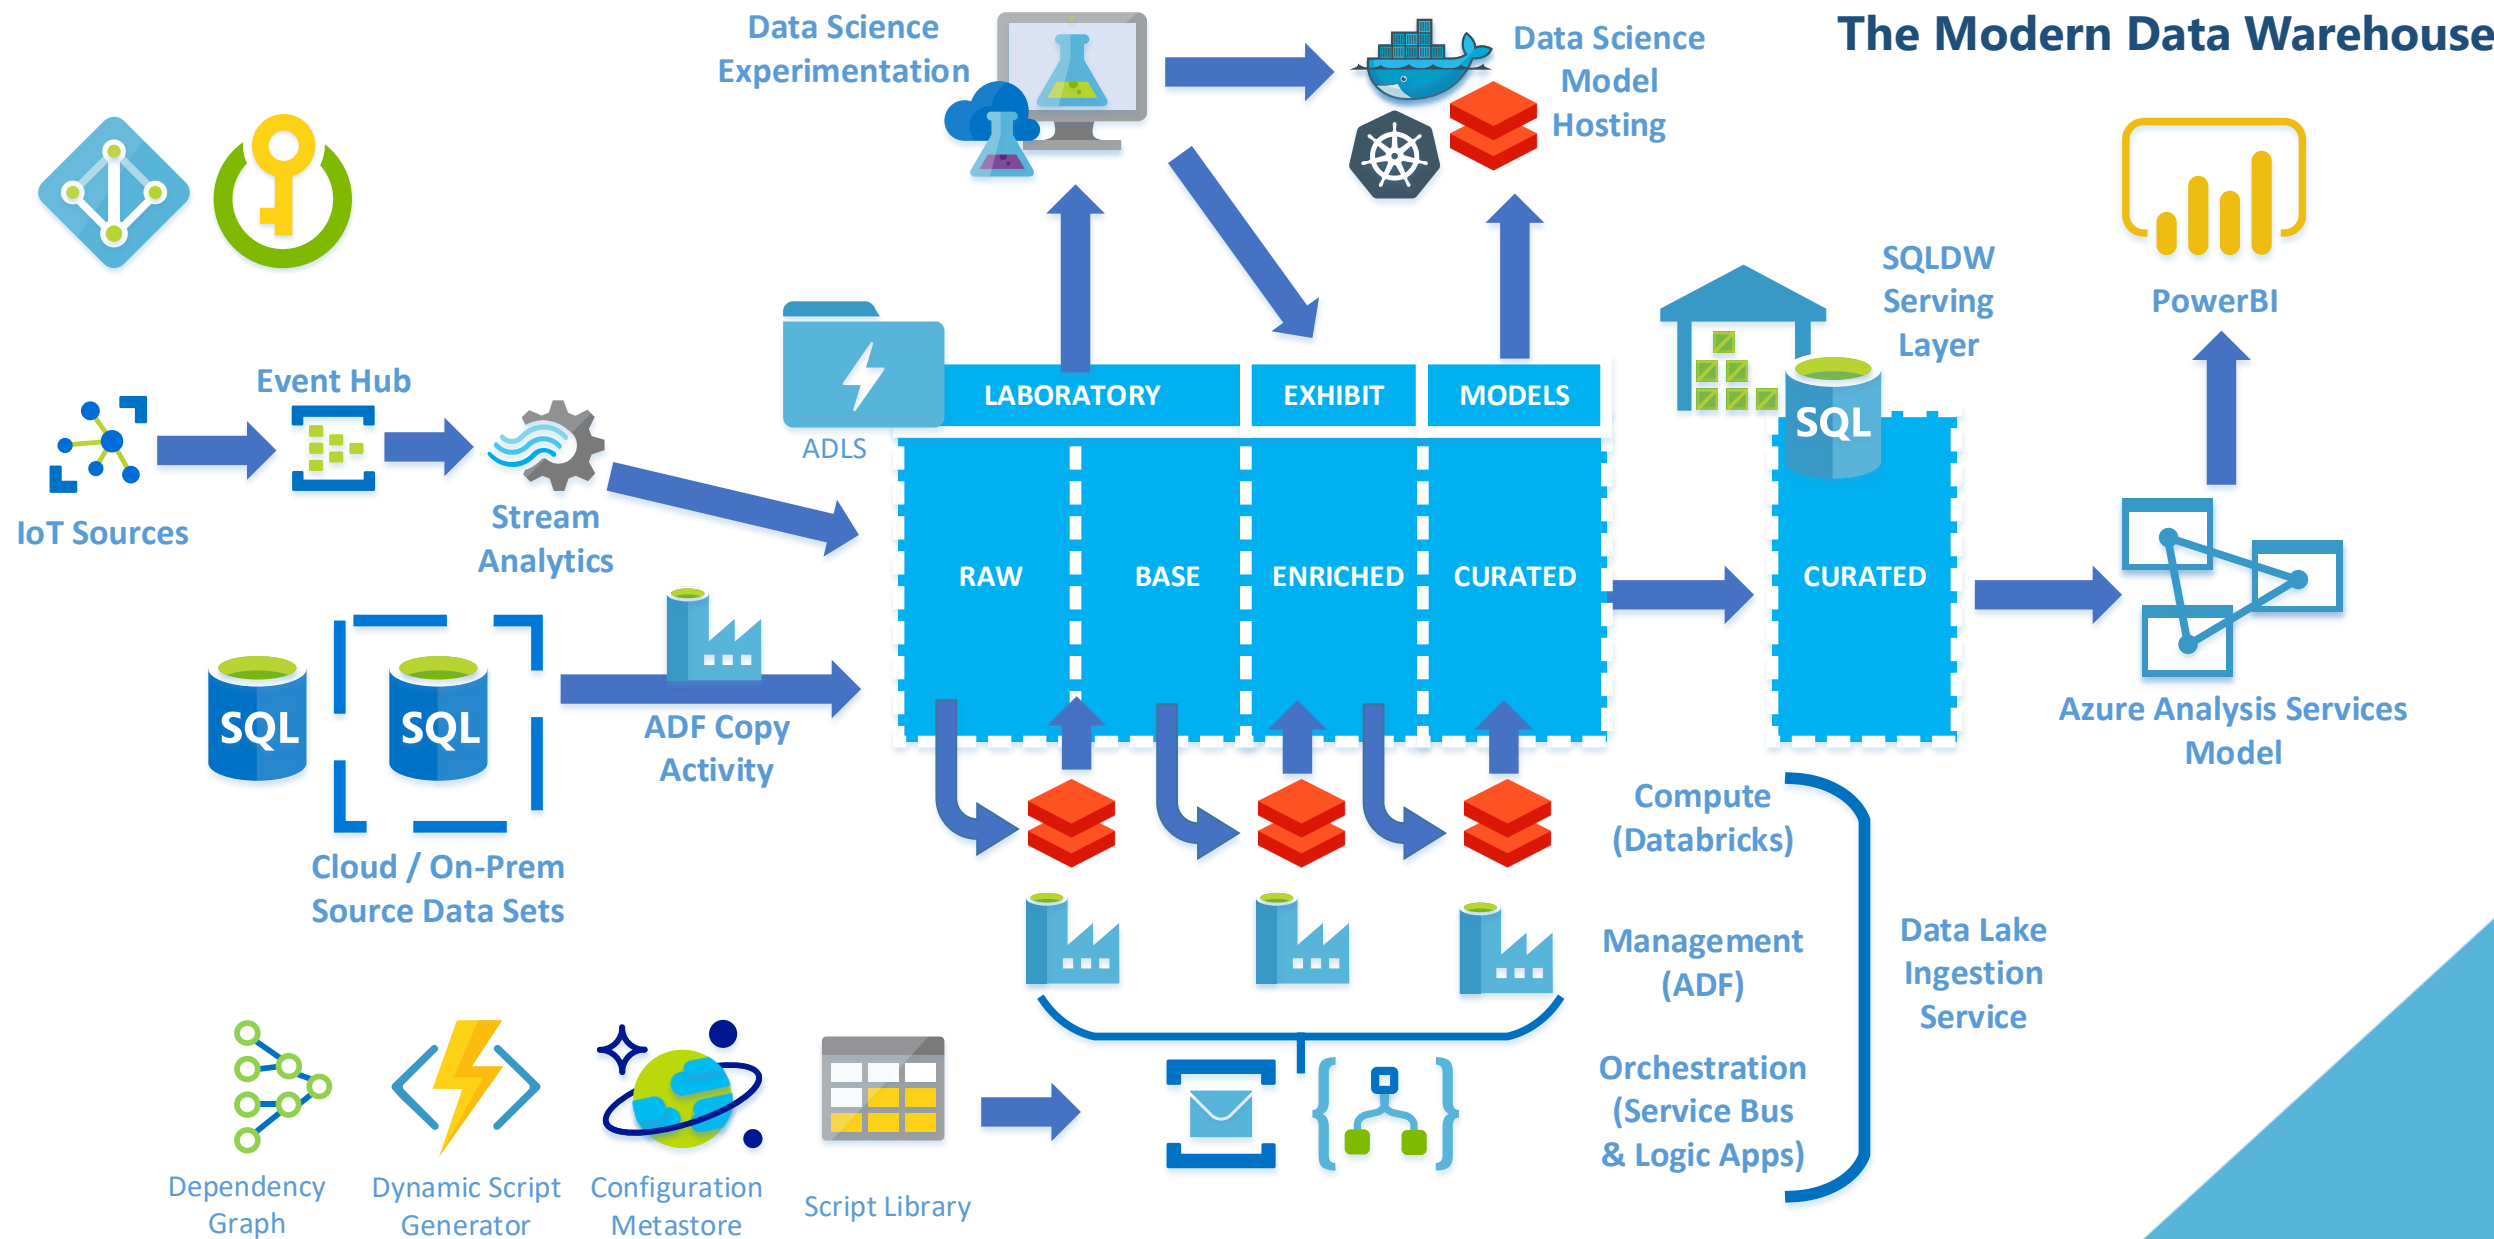 The Modern Data Warehouse
Data Science
Experimentation
Data Science
Model
Hosting
SQLDW
Serving
Layer
PowerBI
Event Hub
ADLS
LABORATORY
EXHIBIT
MODELS
SQL
IoT Sources
Stream
Analytics
RAW
BASE
ENRICHED
CURATED
CURATED
SQL
SQL
ADF Copy
Activity
Azure Analysis Services
Model
Cloud / On-Prem
Source Data Sets
Compute
(Databricks)
Management
(ADF)
Orchestration
(Service Bus
& Logic Apps)
Data Lake
Ingestion
Service
Dependency
Graph
Dynamic Script
Generator
Configuration
Metastore
Script Library